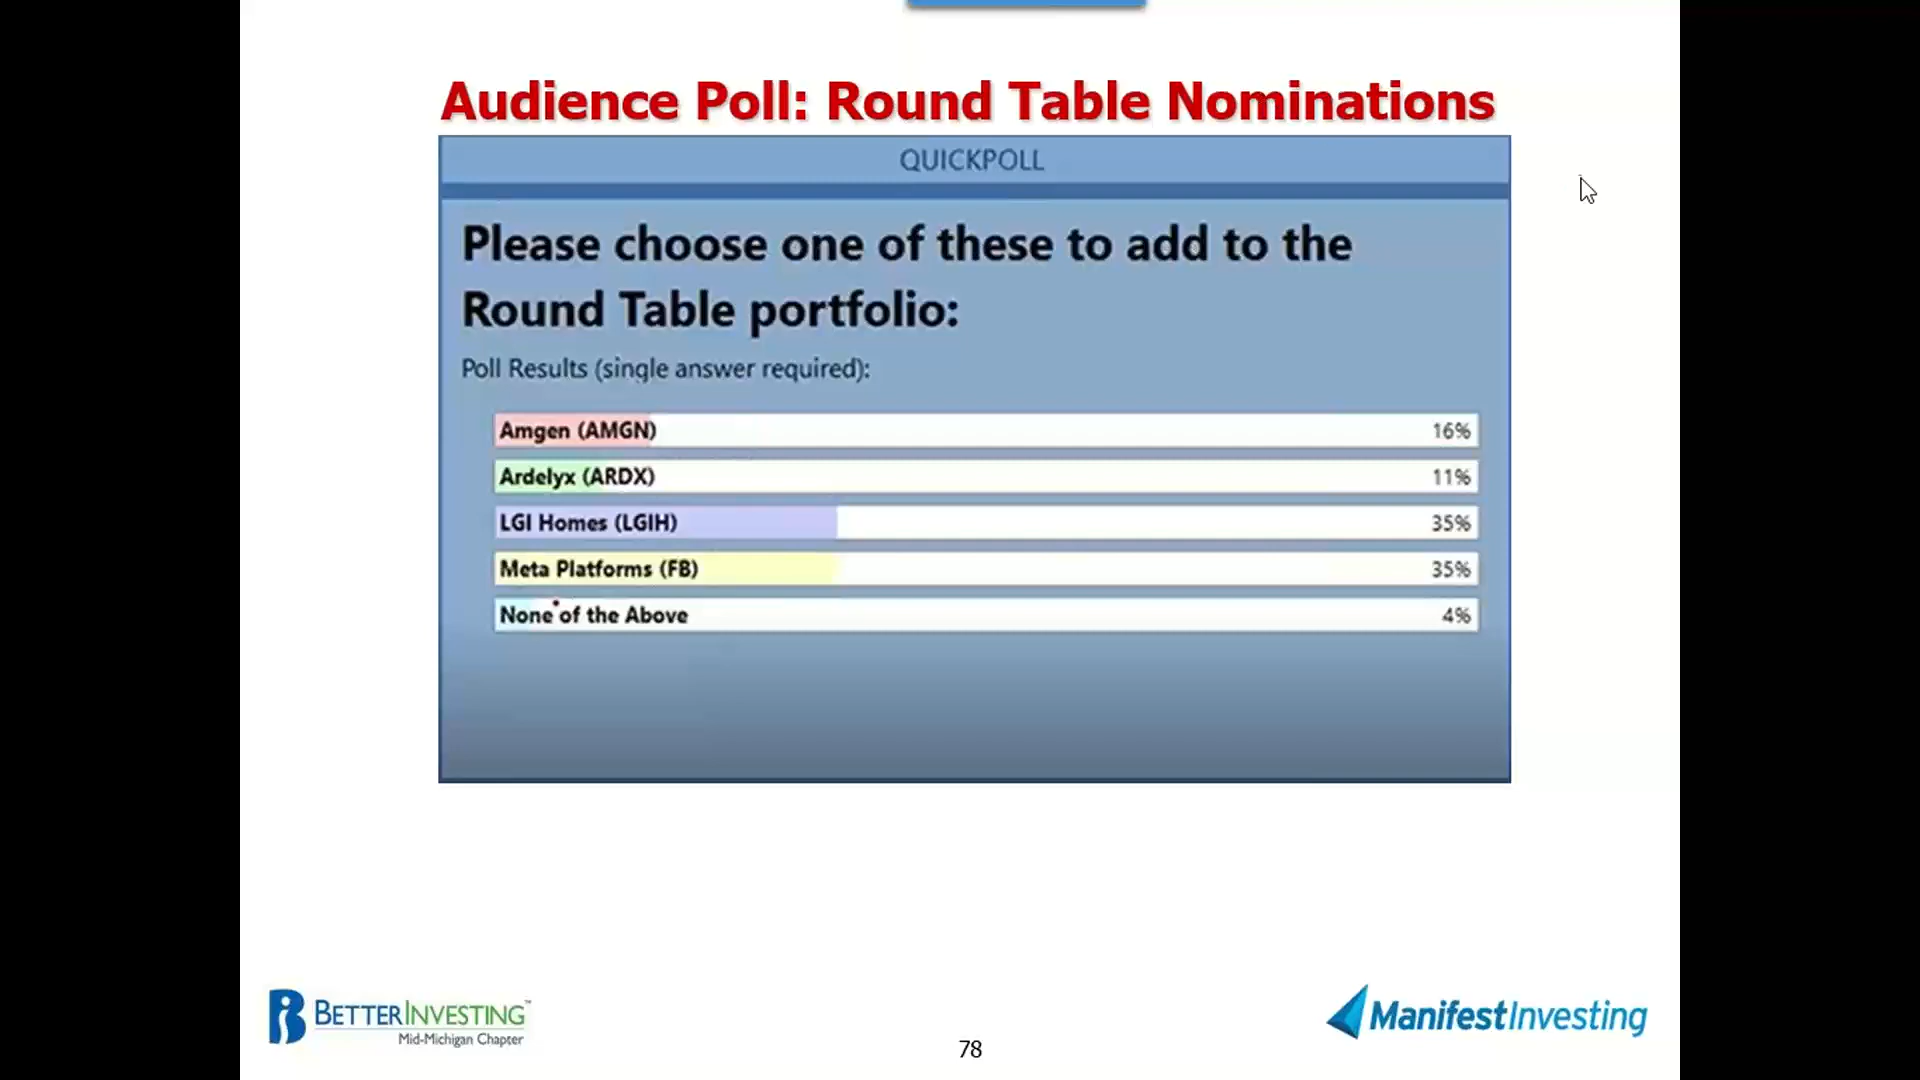 Audience Poll: Round Table Nominations
QUICKPOLL
Please choose one of these to add to the
Round Table portfolio:
Poll Results (single answer required):
Amgen (AMGN) 16%
Ardelyx (ARDX) 11%
LGI Homes (LGIH) 35%
Meta Platforms (FB) 35%
None of the Above 4%
BETTERINVESTING™
Mid-Michigan Chapter
78
ManifestInvesting